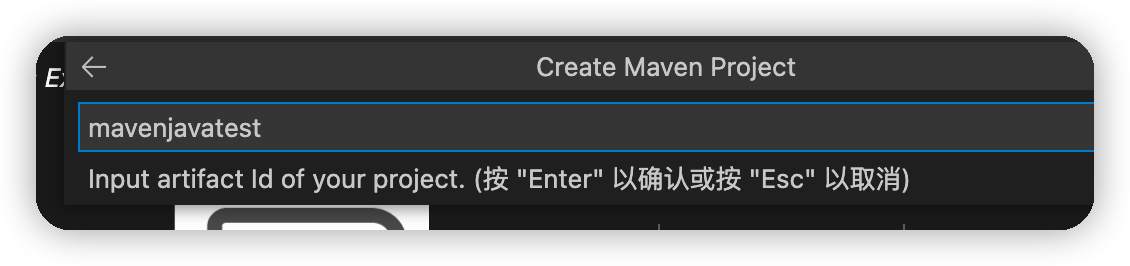 Create Maven Project
Ex
mavenjavatest
Input artifact Id of your project. (按 "Enter" 以确认或按 "Esc" 以取消)